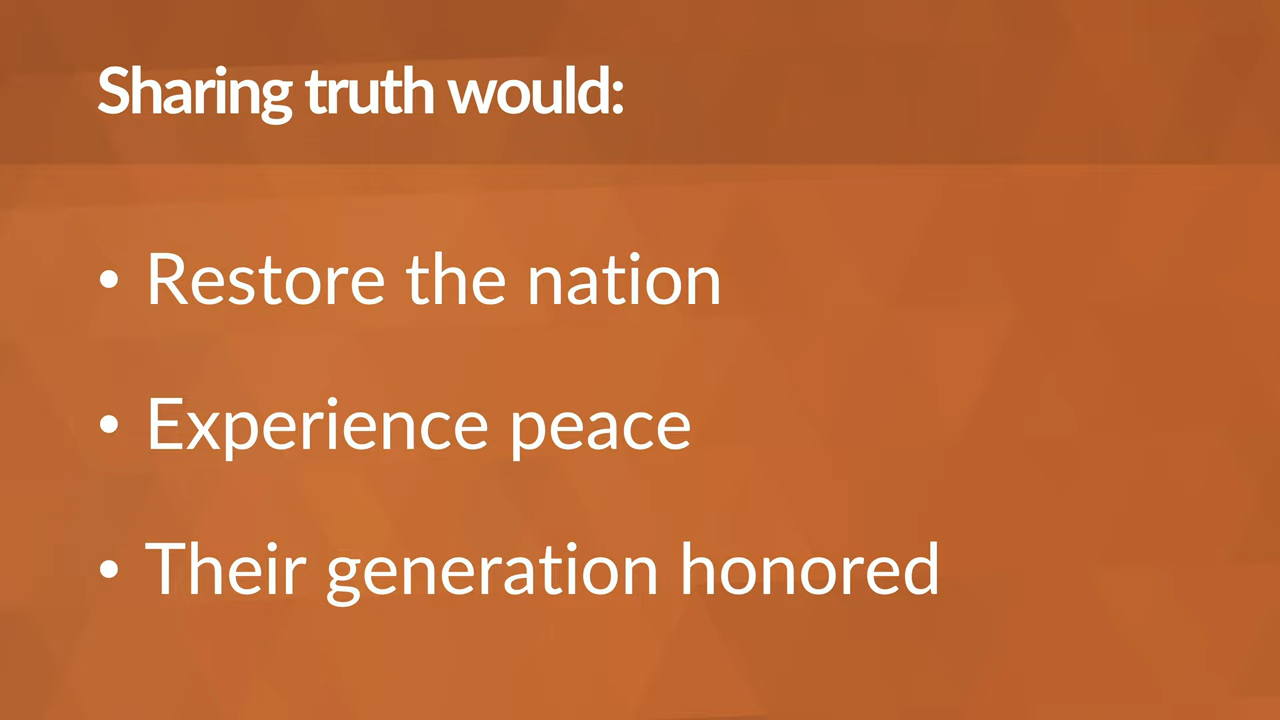 Sharing truth would:
• Restore the nation
• Experience peace
• Their generation honored